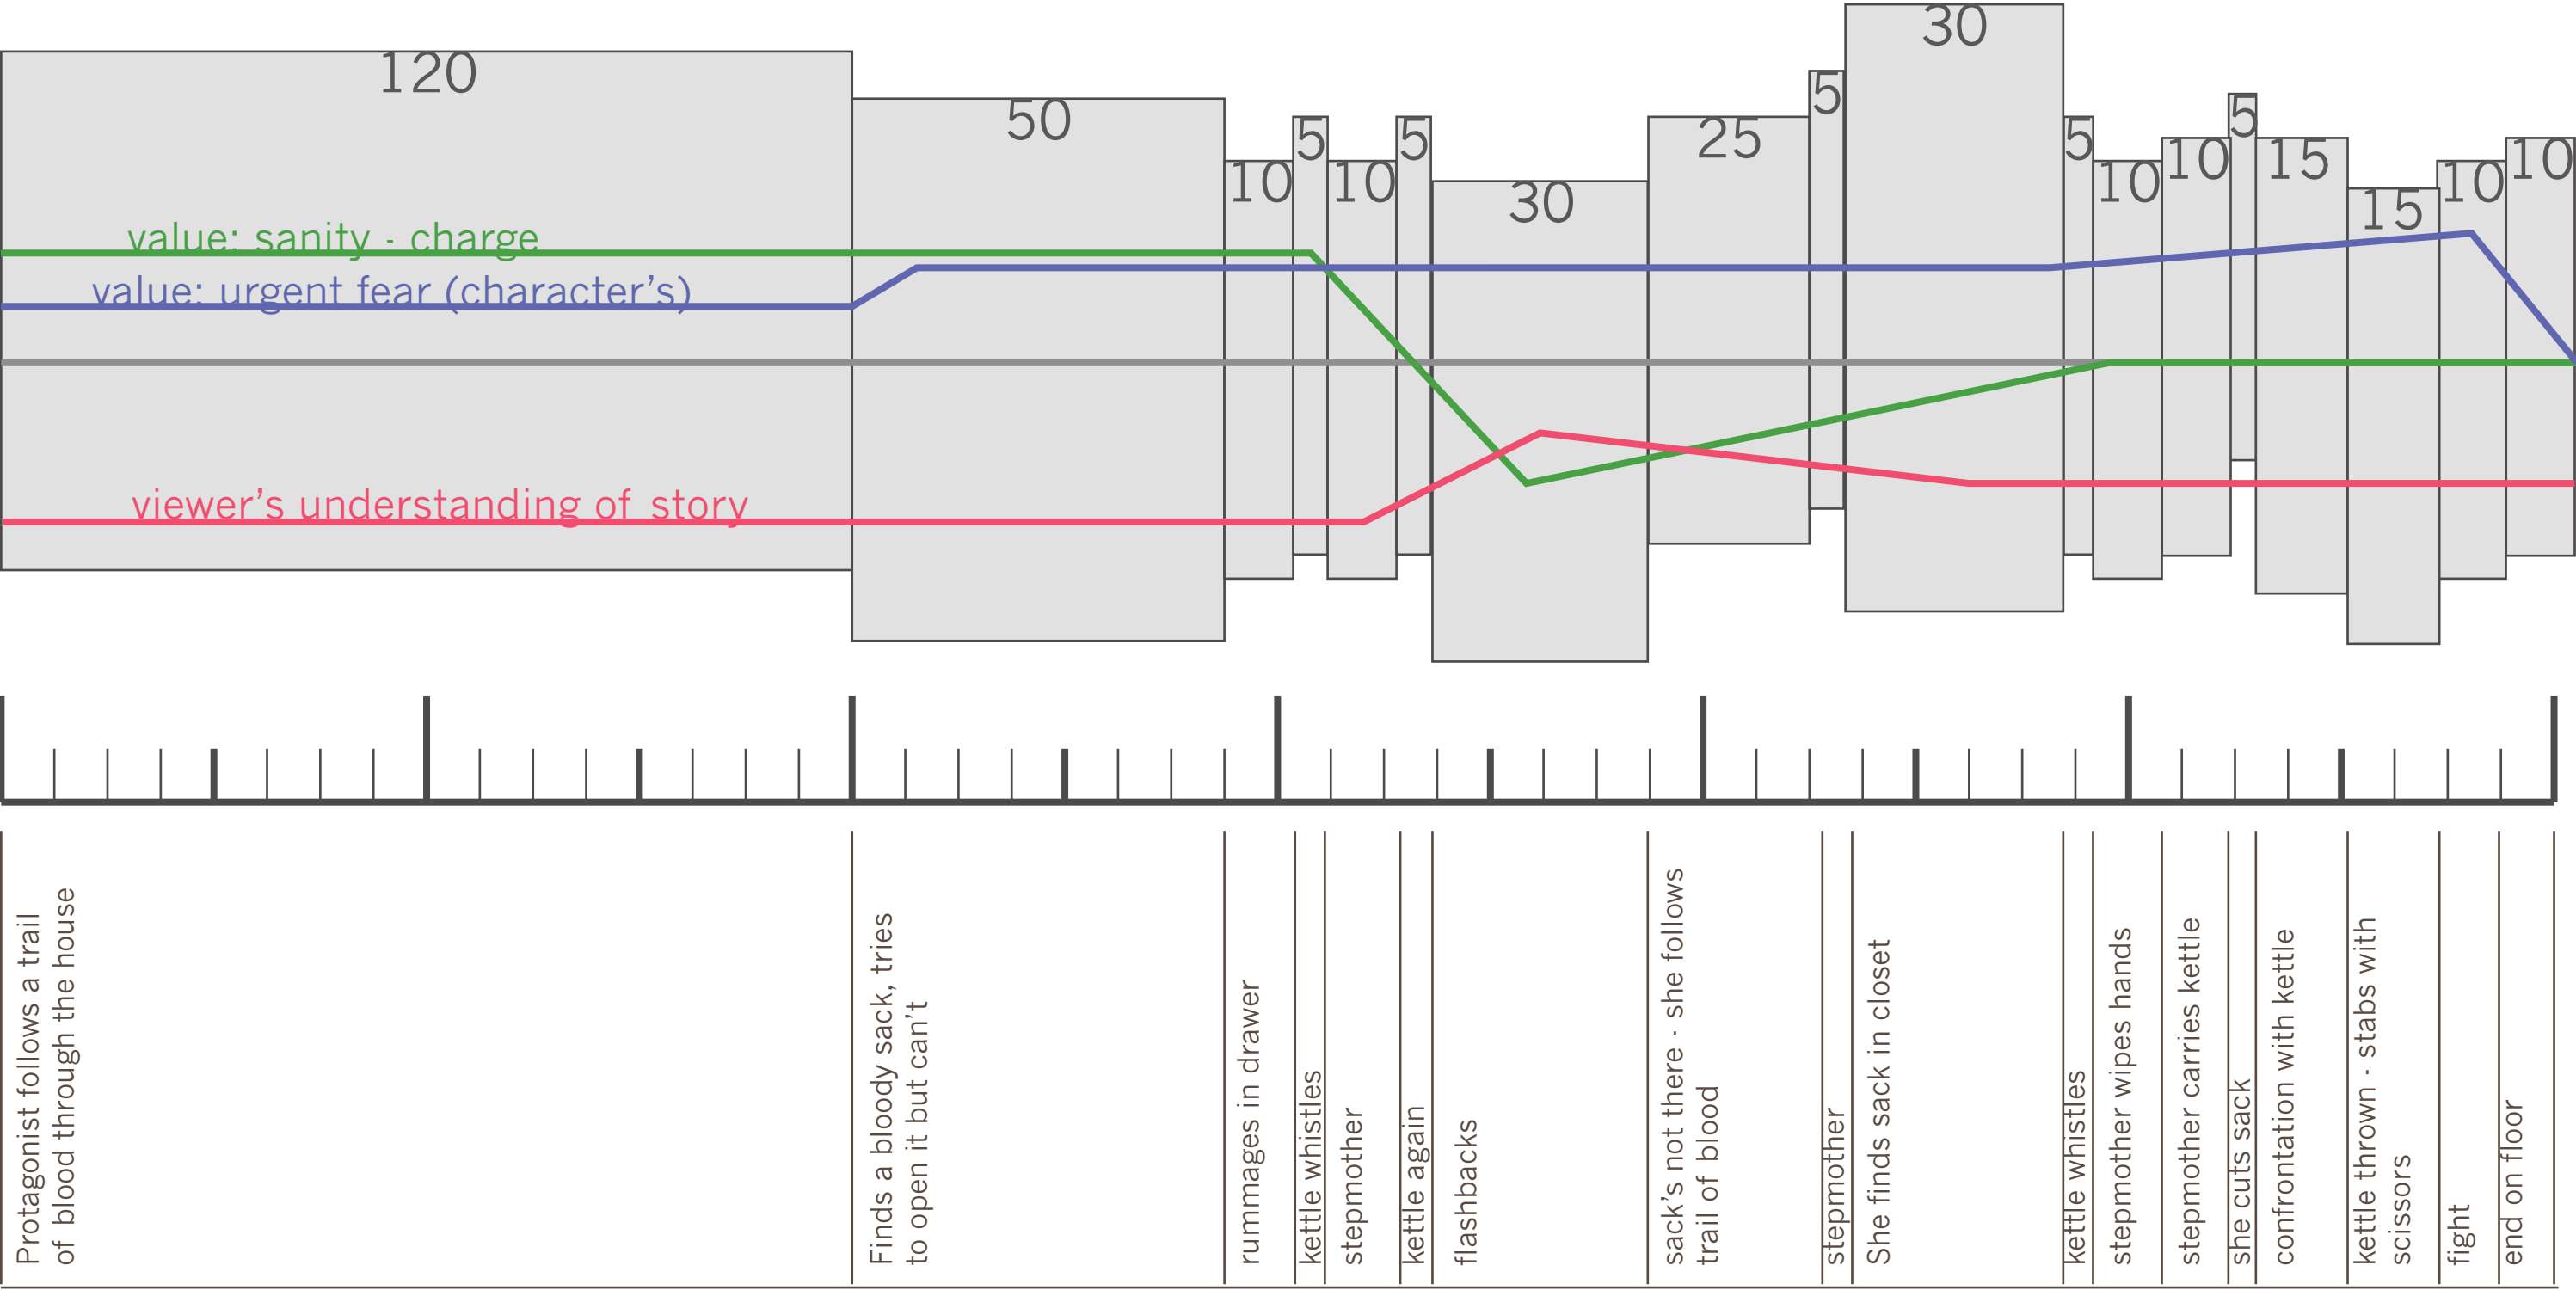 120
50
10
5
10
5
30
25
5
30
5
10
10
5
15
15
10
10
value: sanity - charge
value: urgent fear (character’s)
viewer’s understanding of story
Protagonist follows a trail
of blood through the house
Finds a bloody sack, tries
to open it but can’t
rummages in drawer
kettle whistles
stepmother
kettle again
flashbacks
sack’s not there - she follows
trail of blood
stepmother
She finds sack in closet
kettle whistles
stepmother wipes hands
stepmother carries kettle
she cuts sack
confrontation with kettle
kettle thrown - stabs with
scissors
fight
end on floor